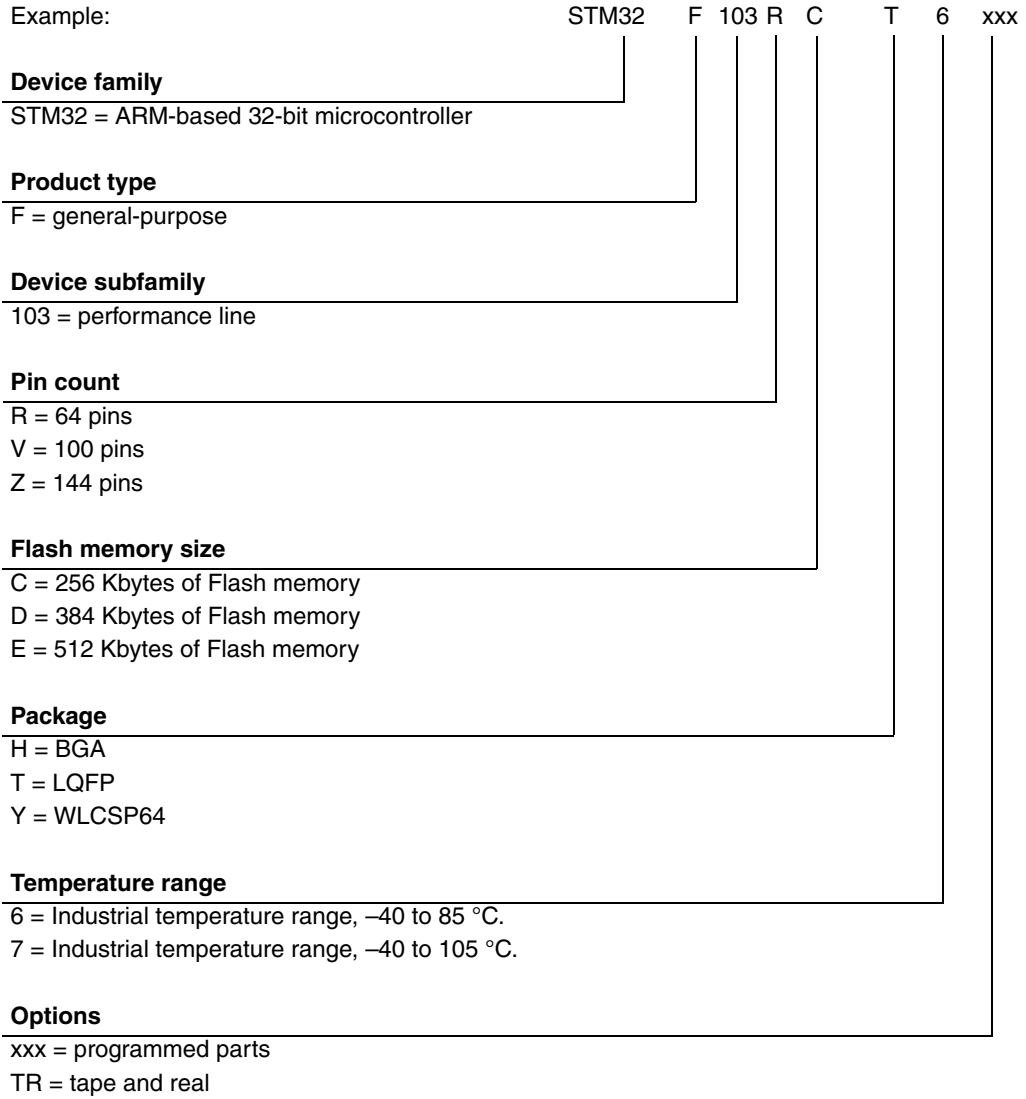 Example: STM32 F 103 R C T 6 xxx
Device family
STM32 = ARM-based 32-bit microcontroller
Product type
F = general-purpose
Device subfamily
103 = performance line
Pin count
R = 64 pins
V = 100 pins
Z = 144 pins
Flash memory size
C = 256 Kbytes of Flash memory
D = 384 Kbytes of Flash memory
E = 512 Kbytes of Flash memory
Package
H = BGA
T = LQFP
Y = WLCSP64
Temperature range
6 = Industrial temperature range, –40 to 85 °C.
7 = Industrial temperature range, –40 to 105 °C.
Options
xxx = programmed parts
TR = tape and real